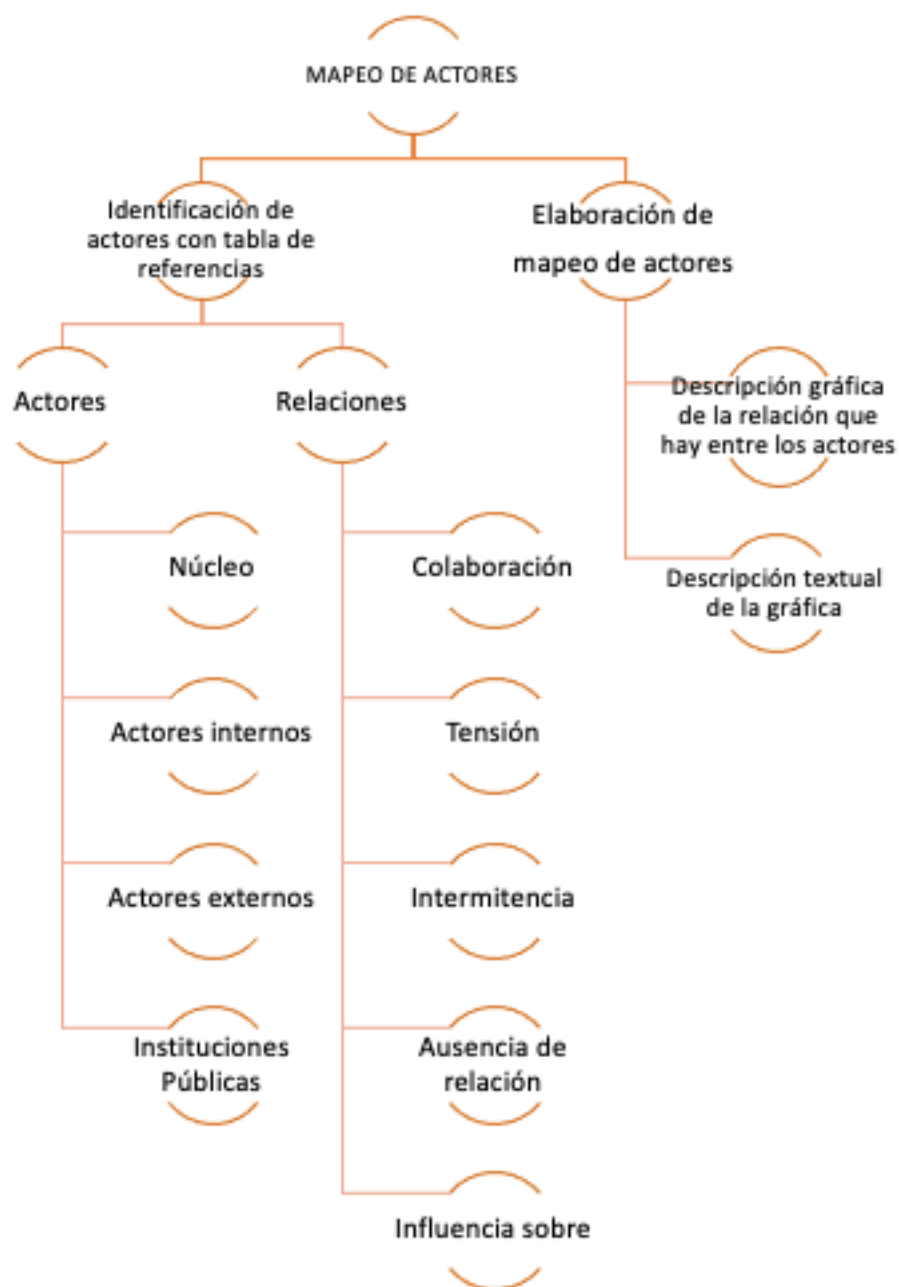 MAPEO DE ACTORES
Identificación de
actores con tabla de
referencias
Elaboración de
mapeo de actores
Actores
Relaciones
Descripción gráfica
de la relación que
hay entre los actores
Descripción textual
de la gráfica
Núcleo
Actores internos
Actores externos
Instituciones
Públicas
Colaboración
Tensión
Intermitencia
Ausencia de
relación
Influencia sobre